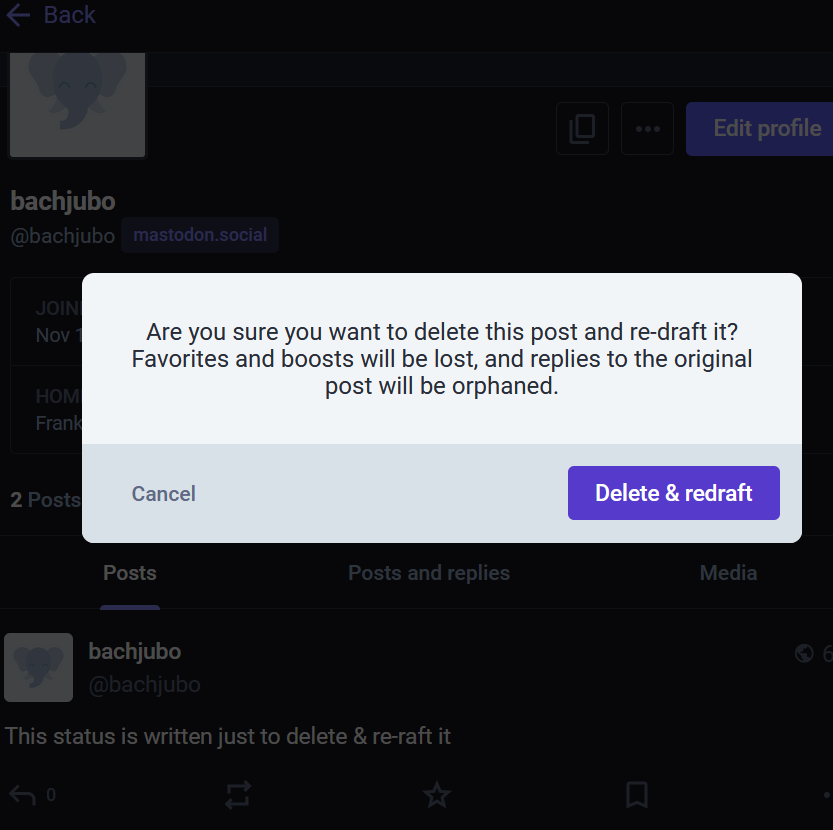 Back
Edit profile
bachjubo
@bachjubo mastodon.social
Are you sure you want to delete this post and re-draft it?
Favorites and boosts will be lost, and replies to the original
post will be orphaned.
Cancel Delete & redraft
2 Posts
Posts Posts and replies Media
bachjubo
@bachjubo
This status is written just to delete & re-raft it
0